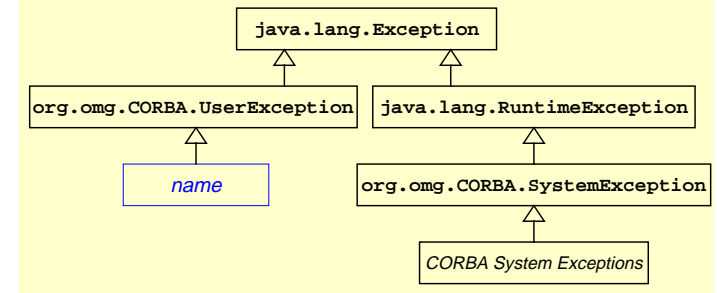 java.lang.Exception
org.omg.CORBA.UserException
java.lang.RuntimeException
name
org.omg.CORBA.SystemException
CORBA System Exceptions